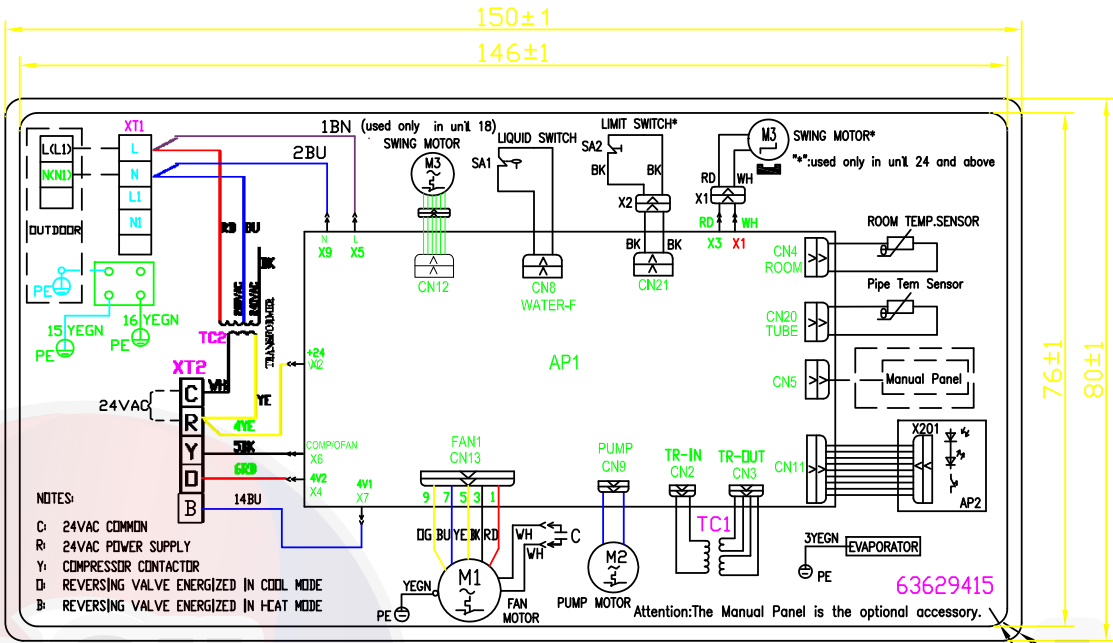 150±1
146±1
76±1
80±1
XT1
L(L1)
N(N1)
L
N
L1
N1
OUTDOOR
PE
15 YEGN
PE
16 YEGN
PE
1BN
2BU
RD
BU
BK
208VAC
240VAC
TRANSFORMER
TC2
(used only in unit 18)
SWING MOTOR
M3
CN12
LIQUID SWITCH
SA1
CN8
WATER-F
LIMIT SWITCH*
SA2
BK
BK
X2
BK
BK
CN21
M3
SWING MOTOR*
"*":used only in unit 24 and above
RD
WH
X1
RD
WH
X3
X1
N
X9
L
X5
ROOM TEMP.SENSOR
CN4
ROOM
Pipe Tem Sensor
CN20
TUBE
CN5
Manual Panel
X201
CN11
AP2
AP1
XT2
24VAC
C
R
Y
O
B
WH
YE
4YE
5BK
6RD
14BU
+24
X2
COMP/OFAN
X6
4V2
X4
4V1
X7
FAN1
CN13
9 7 5 3 1
OG BU YE BK RD
WH
WH
C
M1
YEGN
PE
FAN
MOTOR
PUMP
CN9
M2
PUMP MOTOR
TR-IN
CN2
TR-OUT
CN3
TC1
3YEGN
EVAPORATOR
PE
63629415
NOTES:
C: 24VAC COMMON
R: 24VAC POWER SUPPLY
Y: COMPRESSOR CONTACTOR
O: REVERSING VALVE ENERGIZED IN COOL MODE
B: REVERSING VALVE ENERGIZED IN HEAT MODE
Attention:The Manual Panel is the optional accessory.